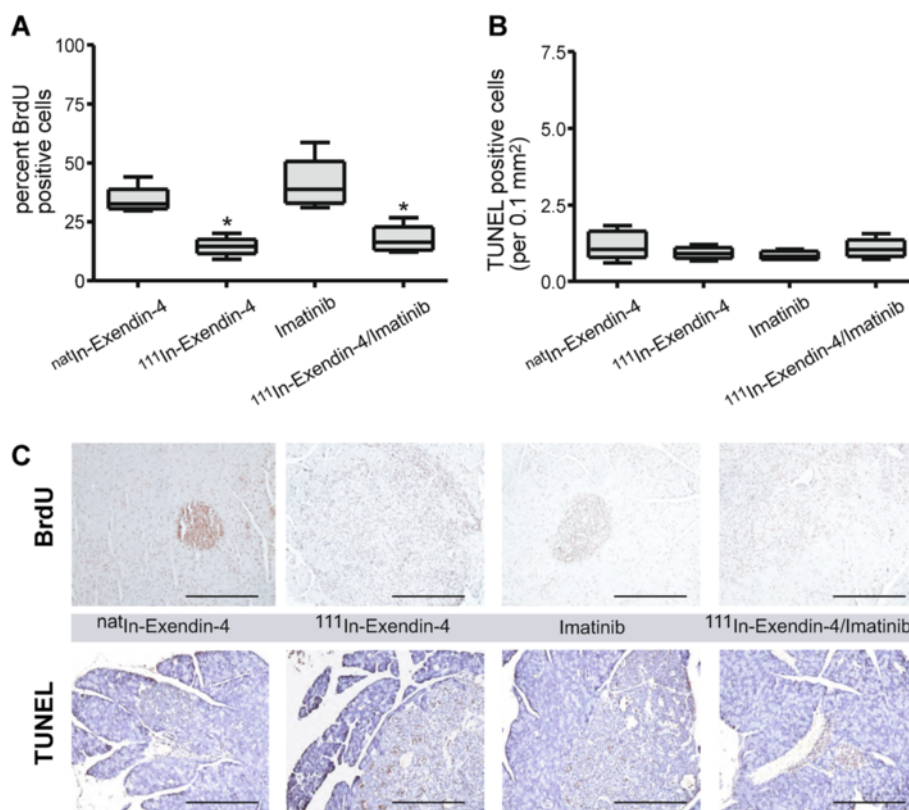 A
percent BrdU
positive cells
100
75
50
25
0
*
*
natIn-Exendin-4
111In-Exendin-4
Imatinib
111In-Exendin-4/Imatinib
B
TUNEL positive cells
(per 0.1 mm²)
7.5
5.0
2.5
0
natIn-Exendin-4
111In-Exendin-4
Imatinib
111In-Exendin-4/Imatinib
C
BrdU
natIn-Exendin-4 111In-Exendin-4 Imatinib 111In-Exendin-4/Imatinib
TUNEL